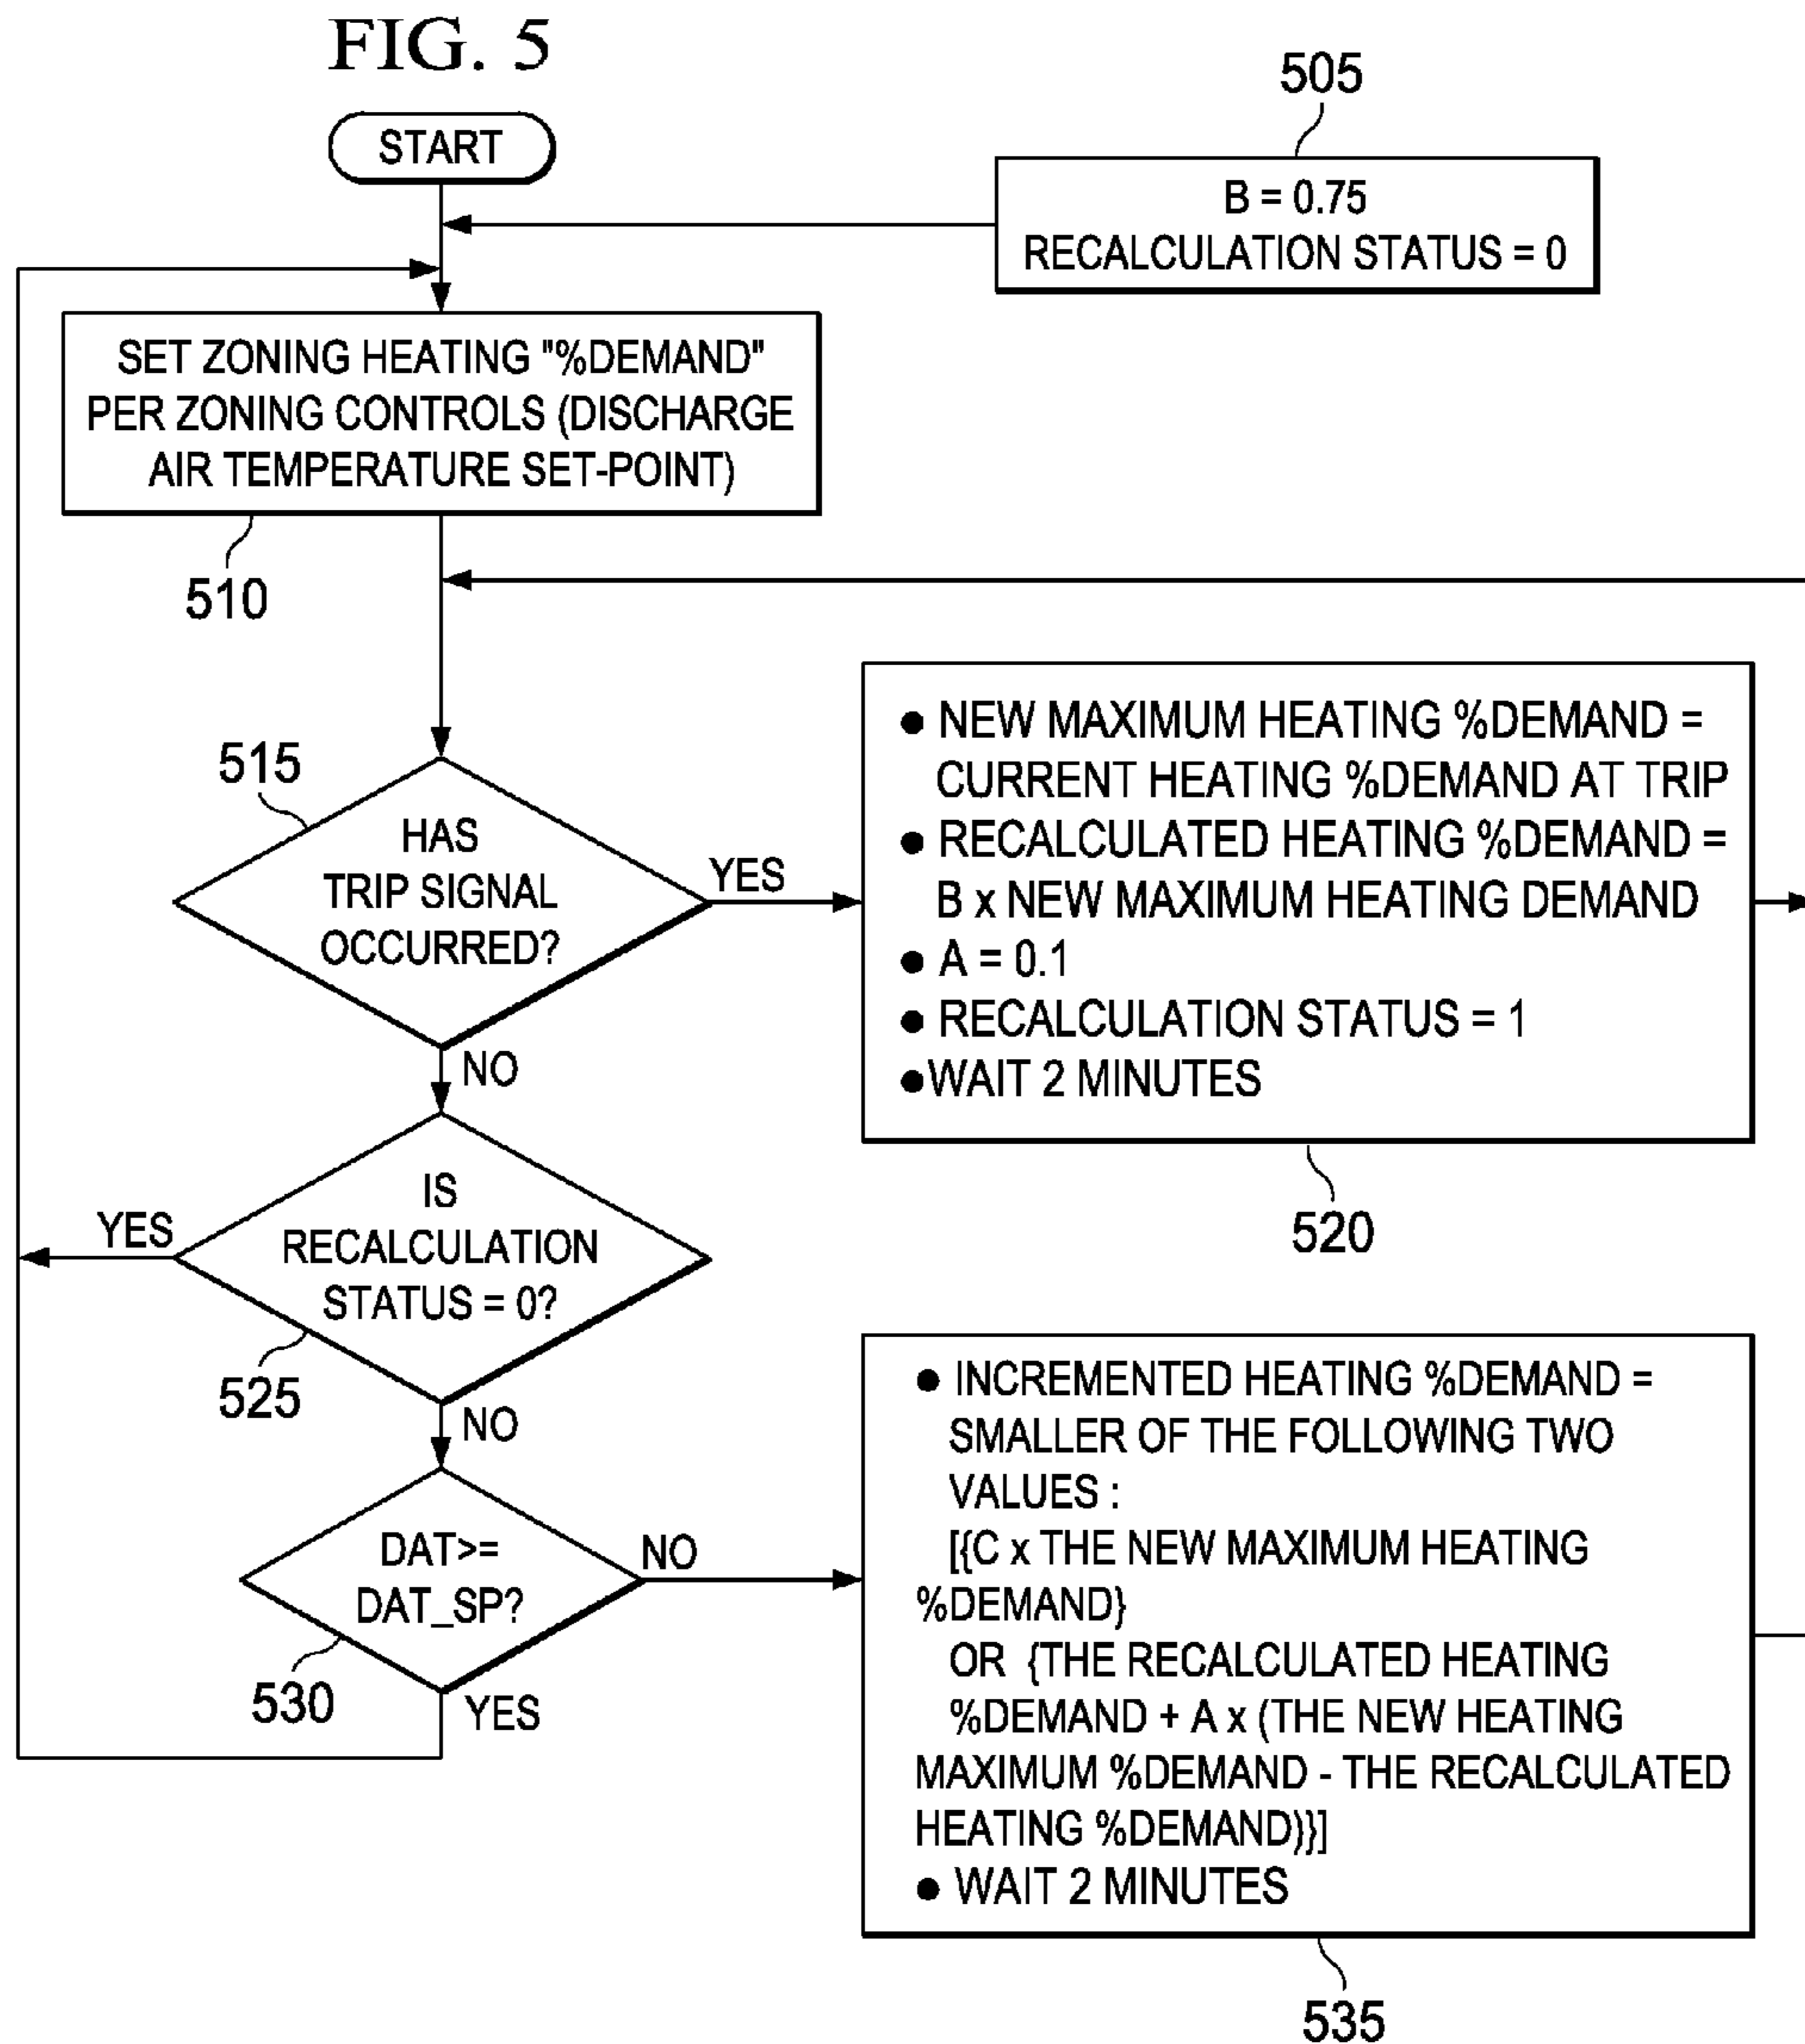 FIG. 5
START
505
B = 0.75
RECALCULATION STATUS = 0
SET ZONING HEATING "%DEMAND"
PER ZONING CONTROLS (DISCHARGE
AIR TEMPERATURE SET-POINT)
510
515
HAS
TRIP SIGNAL
OCCURRED?
YES
NO
● NEW MAXIMUM HEATING %DEMAND =
CURRENT HEATING %DEMAND AT TRIP
● RECALCULATED HEATING %DEMAND =
B x NEW MAXIMUM HEATING DEMAND
● A = 0.1
● RECALCULATION STATUS = 1
● WAIT 2 MINUTES
520
IS
RECALCULATION
STATUS = 0?
YES
525
NO
DAT>=
DAT_SP?
NO
530
YES
● INCREMENTED HEATING %DEMAND =
SMALLER OF THE FOLLOWING TWO
VALUES :
[{C x THE NEW MAXIMUM HEATING
%DEMAND}
OR {THE RECALCULATED HEATING
%DEMAND + A x (THE NEW HEATING
MAXIMUM %DEMAND - THE RECALCULATED
HEATING %DEMAND)}]
● WAIT 2 MINUTES
535